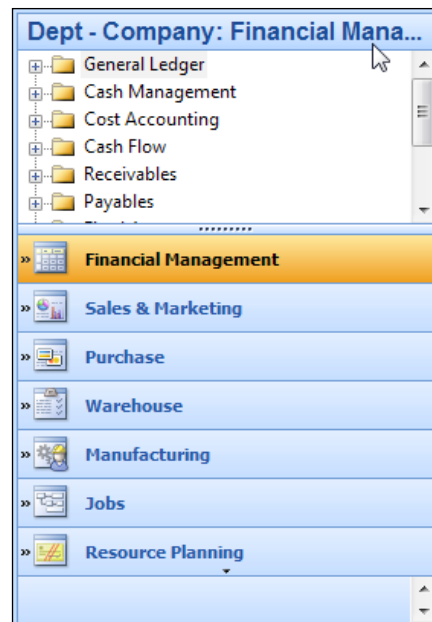 Dept - Company: Financial Mana...
General Ledger
Cash Management
Cost Accounting
Cash Flow
Receivables
Payables
Financial Management
Sales & Marketing
Purchase
Warehouse
Manufacturing
Jobs
Resource Planning